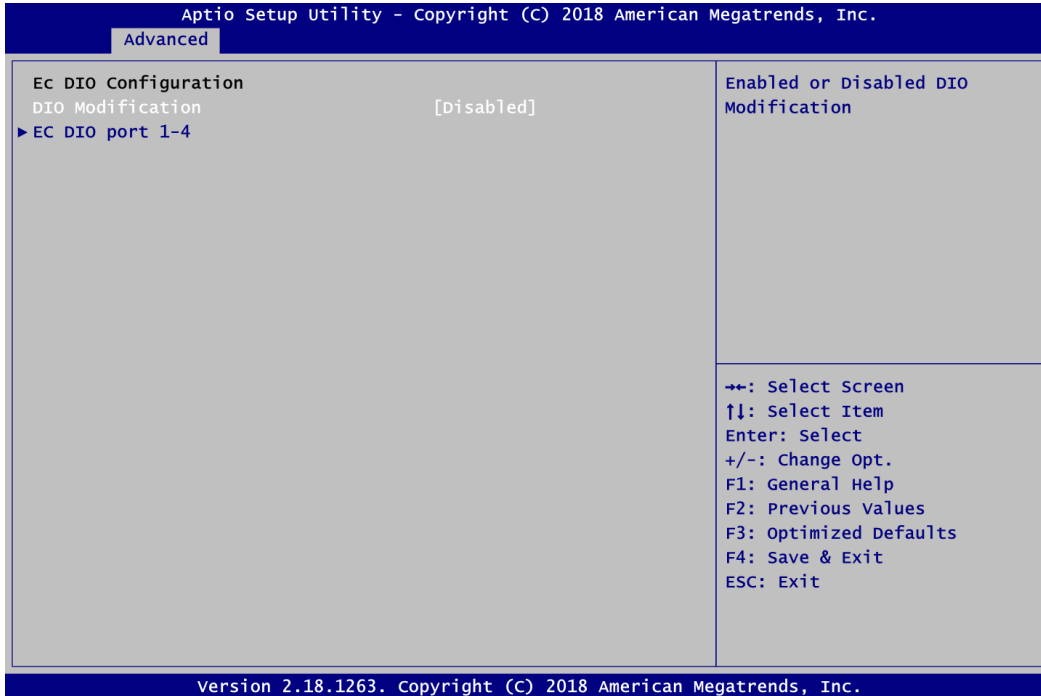 Aptio Setup Utility - Copyright (C) 2018 American Megatrends, Inc.
Advanced
Ec DIO Configuration
DIO Modification [Disabled]
►EC DIO port 1-4
Enabled or Disabled DIO
Modification
→←: Select Screen
↑↓: Select Item
Enter: Select
+/-: Change Opt.
F1: General Help
F2: Previous Values
F3: Optimized Defaults
F4: Save & Exit
ESC: Exit
Version 2.18.1263. Copyright (C) 2018 American Megatrends, Inc.